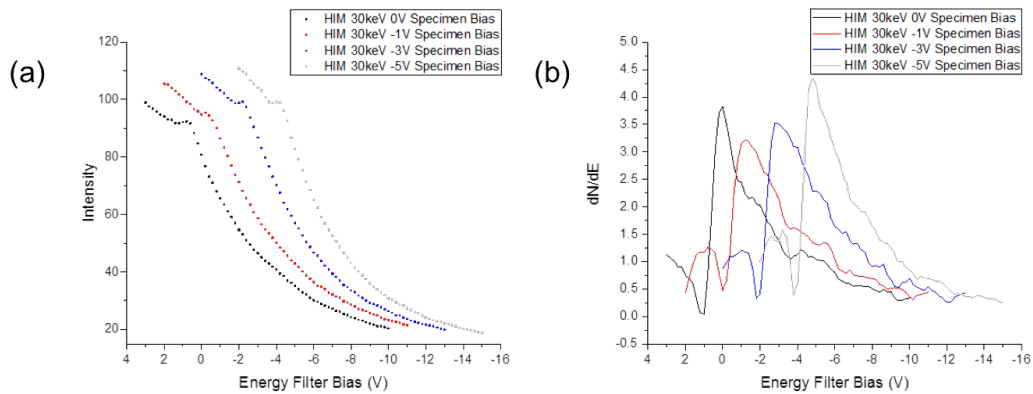 HIM 30keV 0V Specimen Bias
HIM 30keV -1V Specimen Bias
HIM 30keV -3V Specimen Bias
HIM 30keV -5V Specimen Bias
(a)
120
100
80
60
40
20
Intensity
4 2 0 -2 -4 -6 -8 -10 -12 -14 -16
Energy Filter Bias (V)
HIM 30keV 0V Specimen Bias
HIM 30keV -1V Specimen Bias
HIM 30keV -3V Specimen Bias
HIM 30keV -5V Specimen Bias
(b)
5.0
4.5
4.0
3.5
3.0
2.5
2.0
1.5
1.0
0.5
0.0
-0.5
dN/dE
4 2 0 -2 -4 -6 -8 -10 -12 -14 -16
Energy Filter Bias (V)